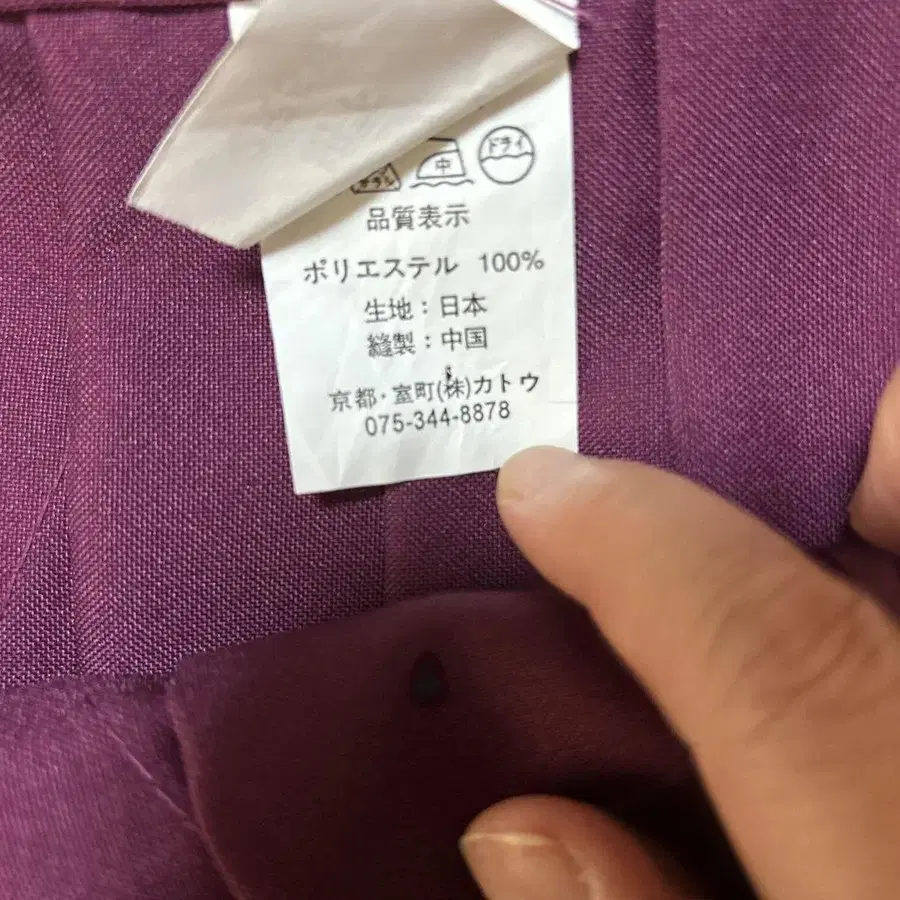 中 ドライ
品質表示
ポリエステル 100%
生地：日本
縫製：中国
京都・室町(株)カトウ
075-344-8878